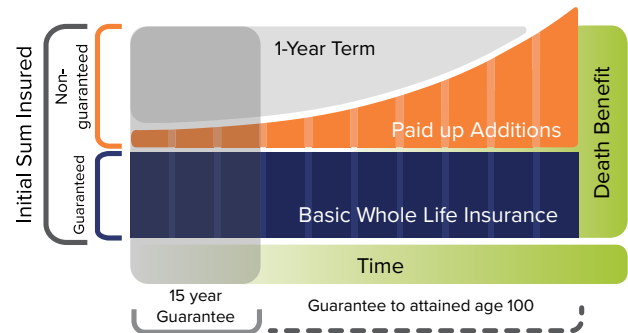 Initial Sum Insured
Non-
guaranteed
Guaranteed
1-Year Term
Paid up Additions
Basic Whole Life Insurance
Death Benefit
Time
15 year
Guarantee
Guarantee to attained age 100